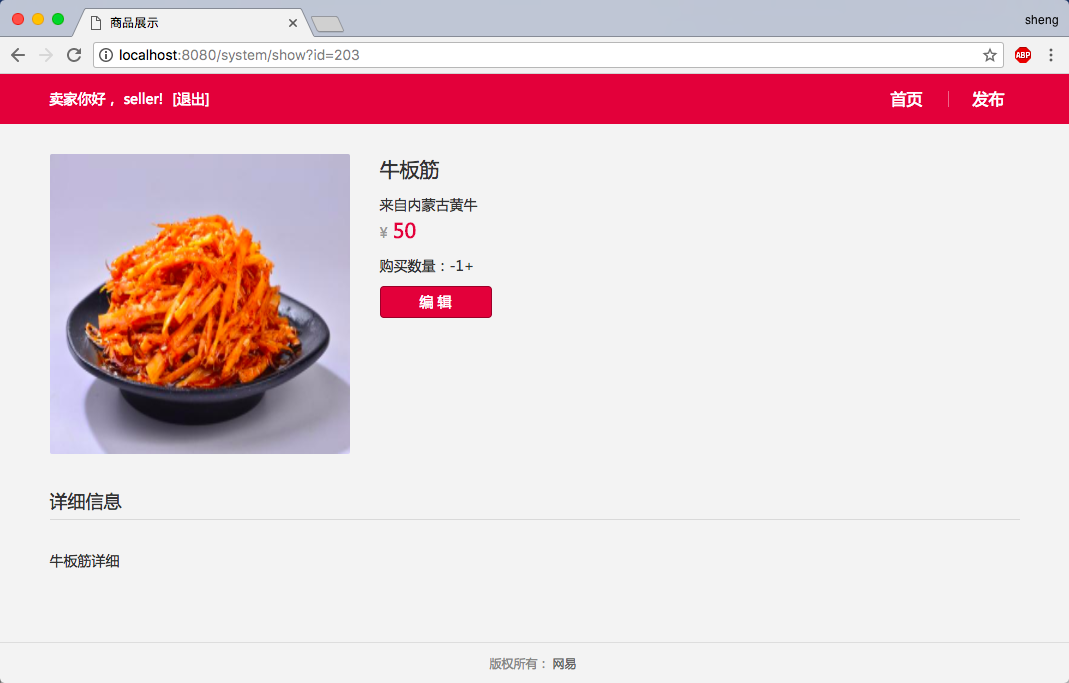 商品展示
sheng
localhost:8080/system/show?id=203
ABP
卖家你好， seller! [退出]
首页
发布
牛板筋
来自内蒙古黄牛
¥ 50
购买数量：-1+
编 辑
详细信息
牛板筋详细
版权所有： 网易